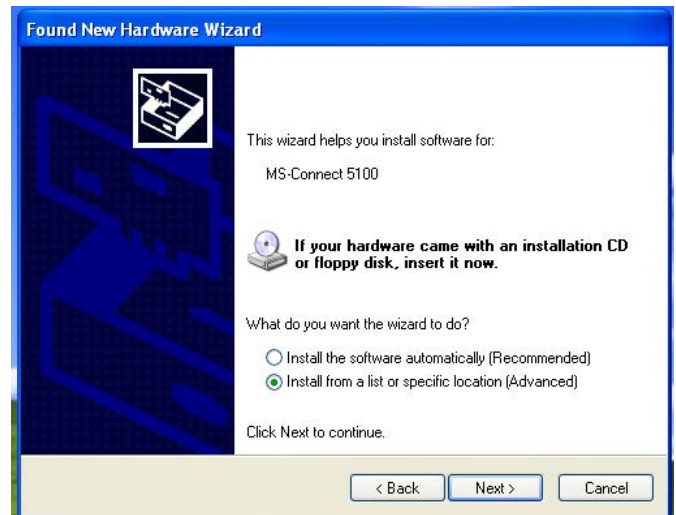 Found New Hardware Wizard
This wizard helps you install software for:
MS-Connect 5100
If your hardware came with an installation CD
or floppy disk, insert it now.
What do you want the wizard to do?
Install the software automatically (Recommended)
Install from a list or specific location (Advanced)
Click Next to continue.
< Back
Next >
Cancel